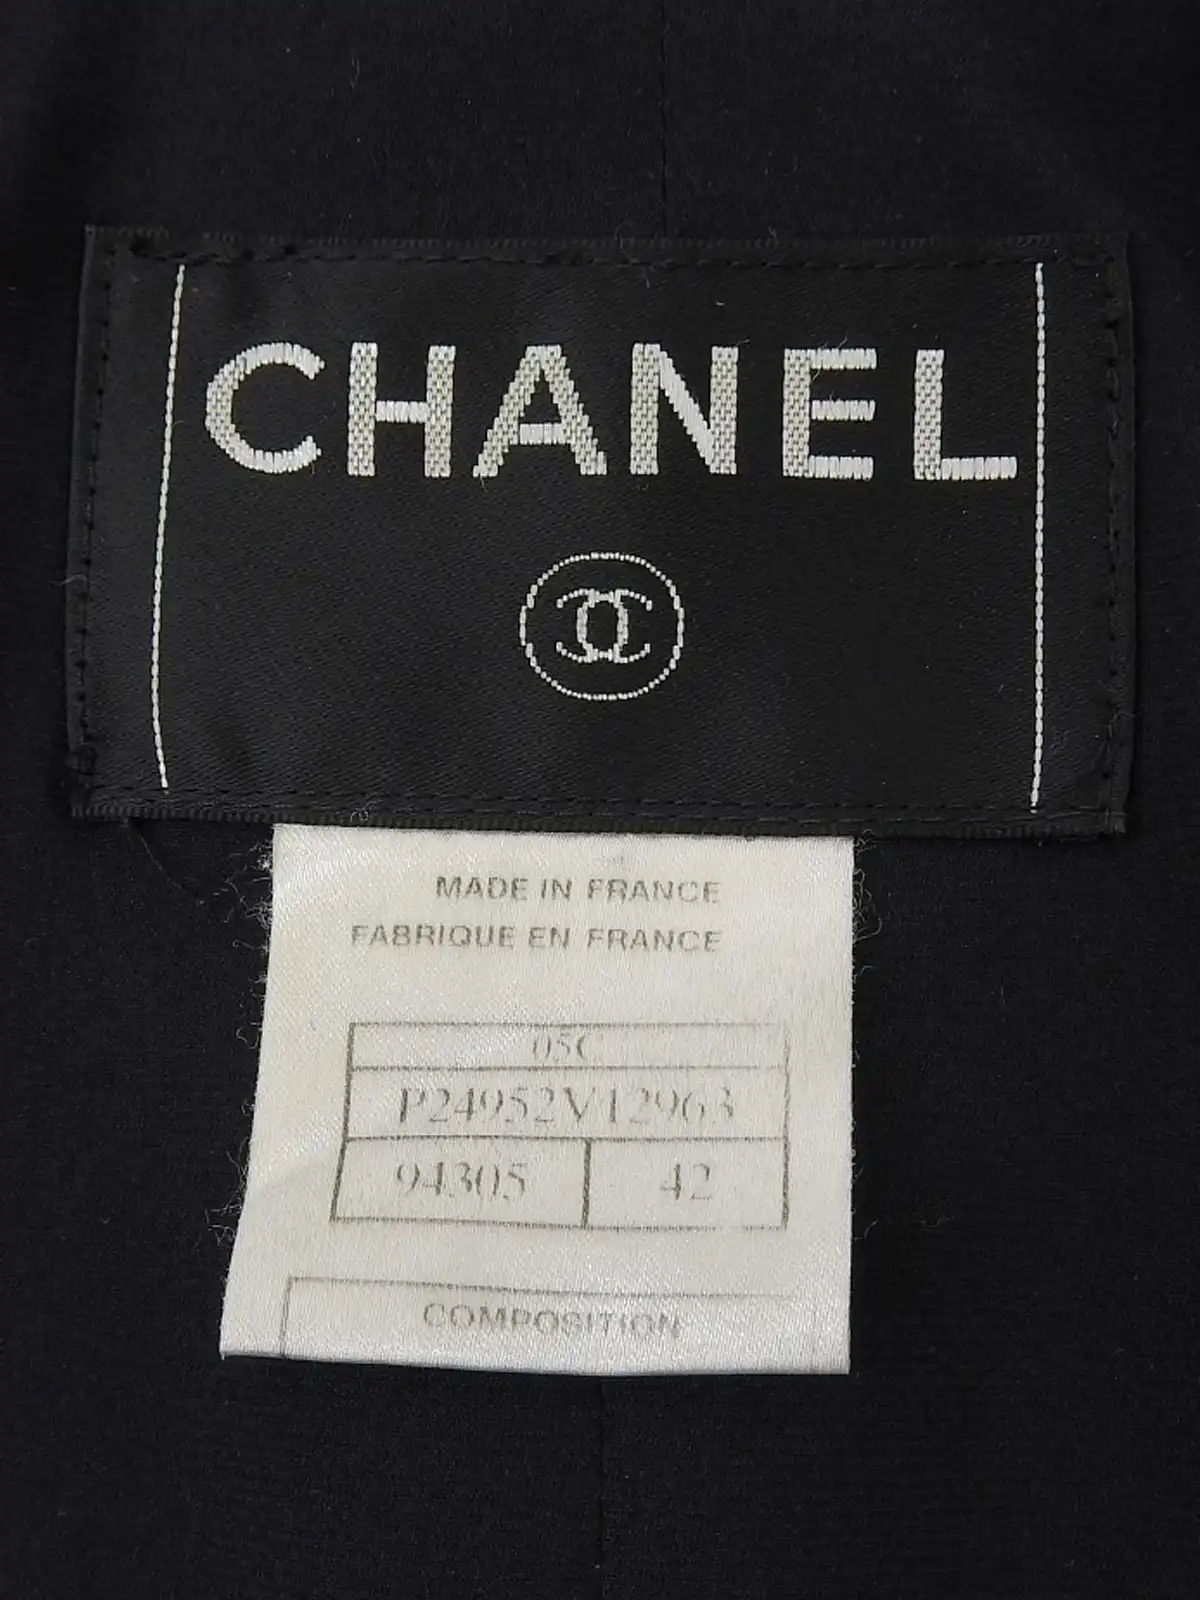 CHANEL
MADE IN FRANCE
FABRIQUE EN FRANCE
05C
P24952V12963
94305 42
COMPOSITION